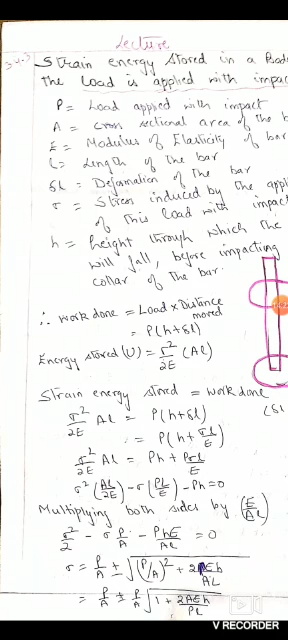 Lecture
3.4.3 Strain energy stored in a Bod
the load is applied with impac
P = Load applied with impact
A = cross sectional area of the b
E = Modulus of Elasticity of bar
L = Length of the bar
δL = Deformation of the bar
σ = Stress induced by the appli
of this load with impact
h = height through which the
will fall, before impacting
collar of the bar.
∴ work done = Load × Distance moved
= P(h+δl)
Energy stored (U) = σ²/2E (AL)
Strain energy stored = work done
σ²/2E AL = P(h+δl)
(δl
= P(h + σL/E)
σ²/2E AL = Ph + PσL/E
σ² (AL/2E) - σ (PL/E) - Ph = 0
Multiplying both sides by (E/AL)
σ²/2 - σ P/A - PhE/AL = 0
σ = P/A ± √(P/A)² + 2PEh/AL
= P/A ± P/A √1 + 2AEh/PL
V RECORDER